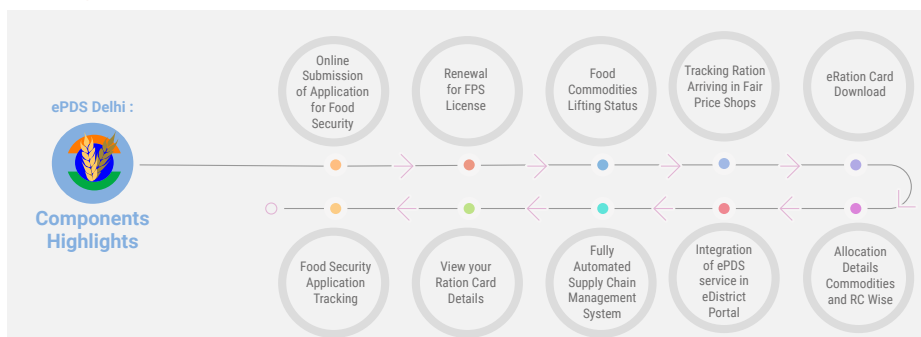 ePDS Delhi :
Components
Highlights
Online
Submission
of Application
for Food
Security
Renewal
for FPS
License
Food
Commodities
Lifting Status
Tracking Ration
Arriving in Fair
Price Shops
eRation Card
Download
Food Security
Application
Tracking
View your
Ration Card
Details
Fully
Automated
Supply Chain
Management
System
Integration
of ePDS
service in
eDistrict
Portal
Allocation
Details
Commodities
and RC Wise